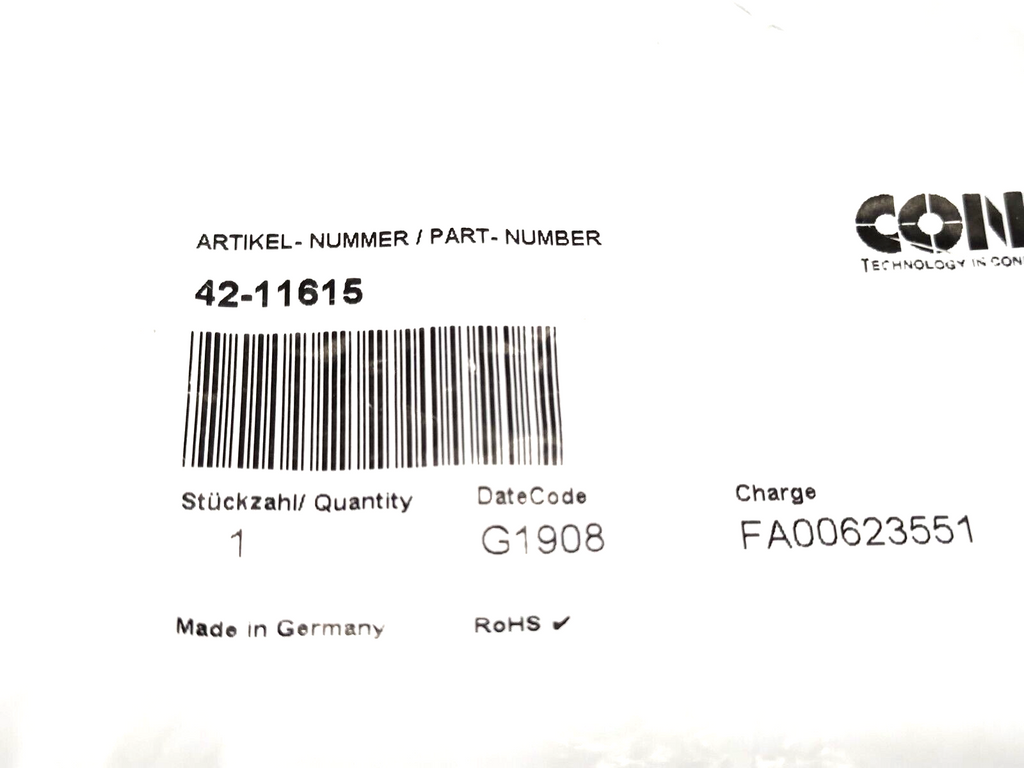 ARTIKEL- NUMMER / PART- NUMBER
42-11615
CON
TECHNOLOGY IN CON
Stückzahl/ Quantity
1
DateCode
G1908
Charge
FA00623551
Made in Germany
RoHS ✔